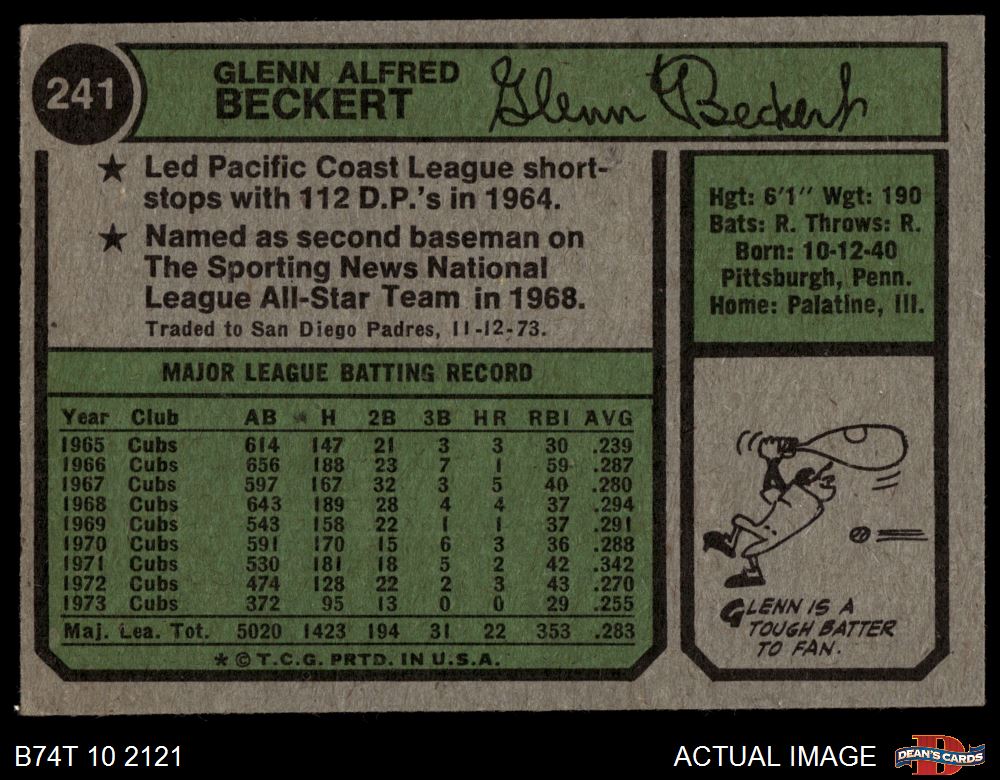 241
GLENN ALFRED
BECKERT
Glenn Beckert
★ Led Pacific Coast League short-
stops with 112 D.P.'s in 1964.
★ Named as second baseman on
The Sporting News National
League All-Star Team in 1968.
Traded to San Diego Padres, 11-12-73.
Hgt: 6'1″ Wgt: 190
Bats: R. Throws: R.
Born: 10-12-40
Pittsburgh, Penn.
Home: Palatine, Ill.
MAJOR LEAGUE BATTING RECORD
Year Club AB H 2B 3B HR RBI AVG
1965 Cubs 614 147 21 3 3 30 .239
1966 Cubs 656 188 23 7 1 59 .287
1967 Cubs 597 167 32 3 5 40 .280
1968 Cubs 643 189 28 4 4 37 .294
1969 Cubs 543 158 22 1 1 37 .291
1970 Cubs 591 170 15 6 3 36 .288
1971 Cubs 530 181 18 5 2 42 .342
1972 Cubs 474 128 22 2 3 43 .270
1973 Cubs 372 95 13 0 0 29 .255
Maj. Lea. Tot. 5020 1423 194 31 22 353 .283
★ © T.C.G. PRTD. IN U.S.A.
GLENN IS A
TOUGH BATTER
TO FAN.
B74T 10 2121
ACTUAL IMAGE
D
DEAN'S CARDS